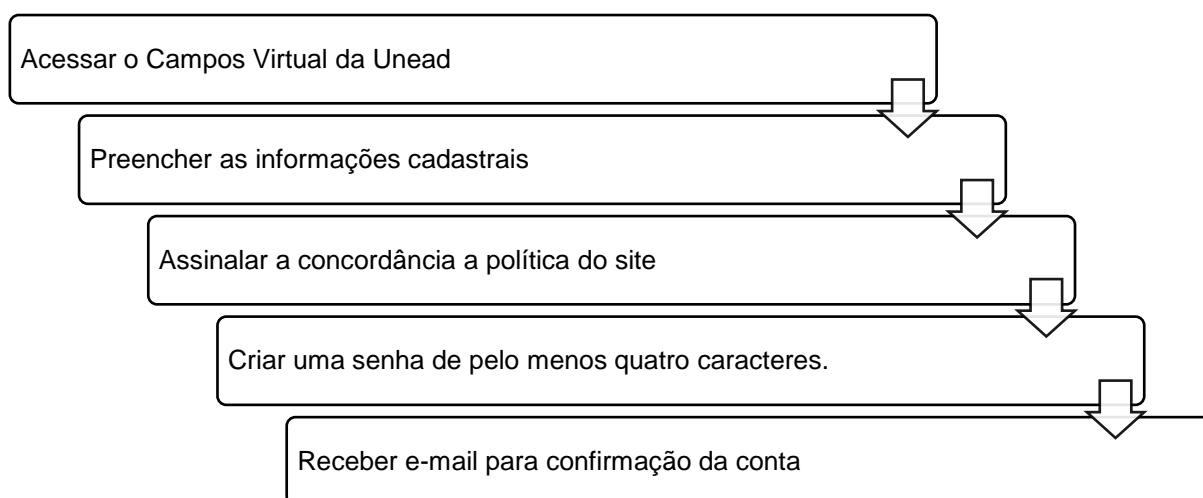 Acessar o Campos Virtual da Unead
Preencher as informações cadastrais
Assinalar a concordância a política do site
Criar uma senha de pelo menos quatro caracteres.
Receber e-mail para confirmação da conta